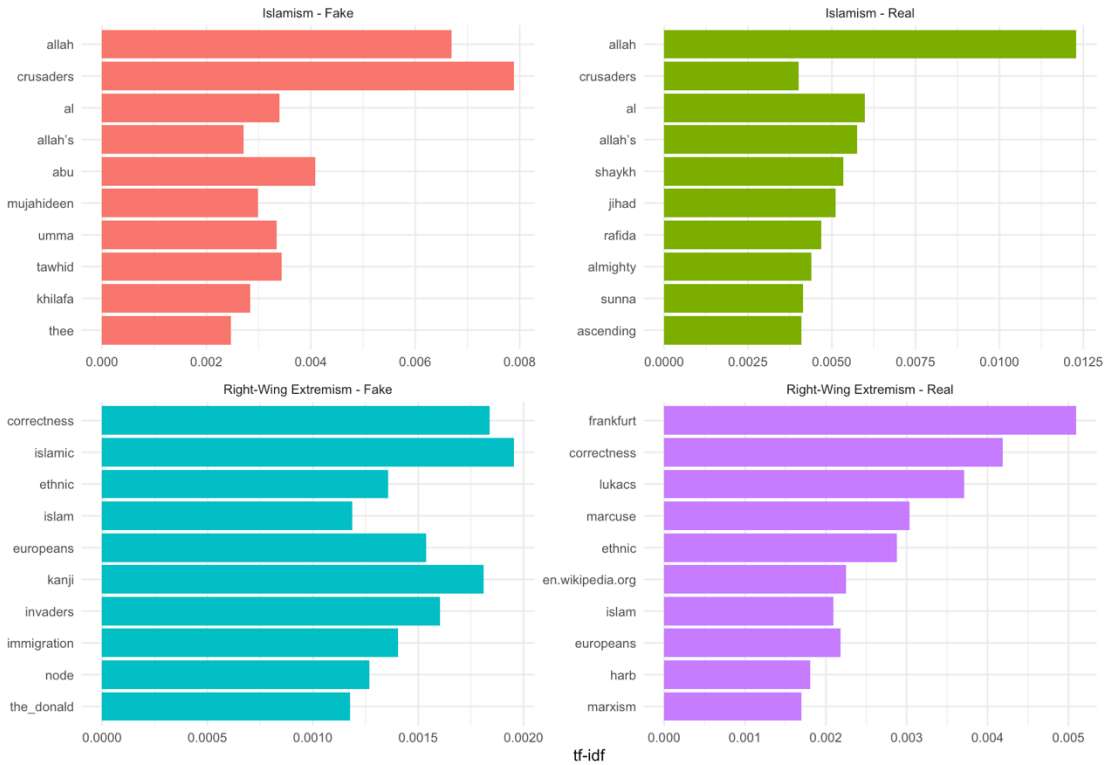 Islamism - Fake
allah
crusaders
al
allah's
abu
mujahideen
umma
tawhid
khilafa
thee
0.000 0.002 0.004 0.006 0.008
Islamism - Real
allah
crusaders
al
allah's
shaykh
jihad
rafida
almighty
sunna
ascending
0.0000 0.0025 0.0050 0.0075 0.0100 0.0125
Right-Wing Extremism - Fake
correctness
islamic
ethnic
islam
europeans
kanji
invaders
immigration
node
the_donald
0.0000 0.0005 0.0010 0.0015 0.0020
Right-Wing Extremism - Real
frankfurt
correctness
lukacs
marcuse
ethnic
en.wikipedia.org
islam
europeans
harb
marxism
0.000 0.001 0.002 0.003 0.004 0.005
tf-idf